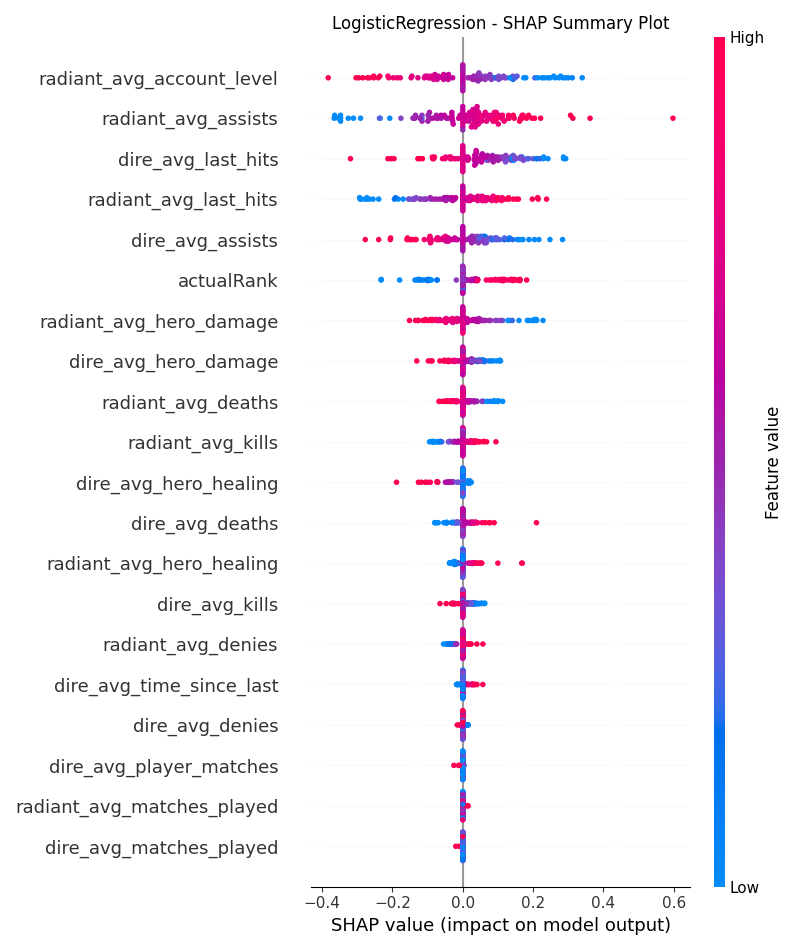 LogisticRegression - SHAP Summary Plot
High
radiant_avg_account_level
radiant_avg_assists
dire_avg_last_hits
radiant_avg_last_hits
dire_avg_assists
actualRank
radiant_avg_hero_damage
dire_avg_hero_damage
radiant_avg_deaths
radiant_avg_kills
dire_avg_hero_healing
dire_avg_deaths
radiant_avg_hero_healing
dire_avg_kills
radiant_avg_denies
dire_avg_time_since_last
dire_avg_denies
dire_avg_player_matches
radiant_avg_matches_played
dire_avg_matches_played
Feature value
Low
−0.4 −0.2 0.0 0.2 0.4 0.6
SHAP value (impact on model output)